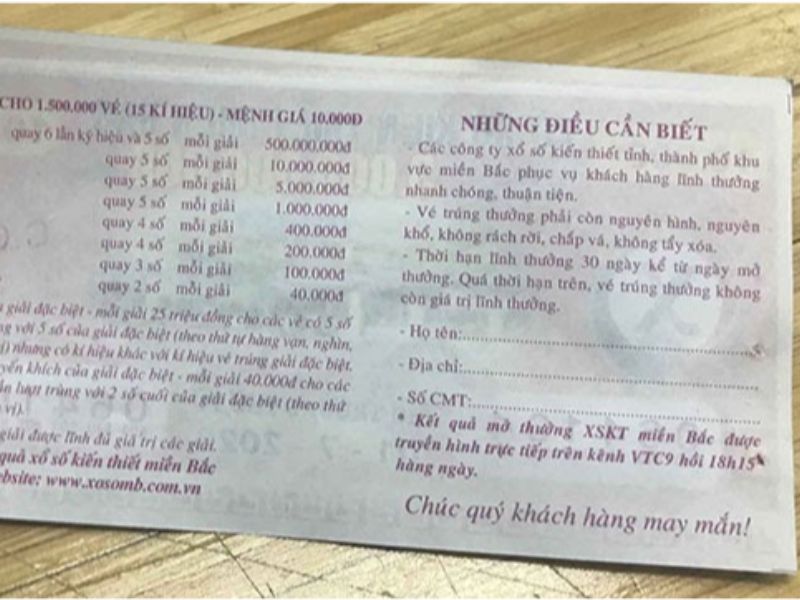 CHO 1.500.000 VÉ (15 KÍ HIỆU) - MỆNH GIÁ 10.000Đ
quay 6 lần ký hiệu và 5 số mỗi giải 500.000.000đ
quay 5 số mỗi giải 10.000.000đ
quay 5 số mỗi giải 5.000.000đ
quay 5 số mỗi giải 1.000.000đ
quay 4 số mỗi giải 400.000đ
quay 4 số mỗi giải 200.000đ
quay 3 số mỗi giải 100.000đ
quay 2 số mỗi giải 40.000đ
giải đặc biệt - mỗi giải 25 triệu đồng cho các vé có 5 số
với 5 số của giải đặc biệt (theo thứ tự hàng vạn, nghìn,
nhưng có kí hiệu khác với kí hiệu vé trúng giải đặc biệt.
khích của giải đặc biệt - mỗi giải 40.000đ cho các
lượt trùng với 2 số cuối của giải đặc biệt (theo thứ
vị).
giải được lĩnh đủ giá trị các giải.
quả xổ số kiến thiết miền Bắc
website: www.xosomb.com.vn
NHỮNG ĐIỀU CẦN BIẾT
- Các công ty xổ số kiến thiết tỉnh, thành phố khu
vực miền Bắc phục vụ khách hàng lĩnh thưởng
nhanh chóng, thuận tiện.
- Vé trúng thưởng phải còn nguyên hình, nguyên
khổ, không rách rời, chắp vá, không tẩy xóa.
- Thời hạn lĩnh thưởng 30 ngày kể từ ngày mở
thưởng. Quá thời hạn trên, vé trúng thưởng không
còn giá trị lĩnh thưởng.
- Họ tên:
- Địa chỉ:
- Số CMT:
* Kết quả mở thưởng XSKT miền Bắc được
truyền hình trực tiếp trên kênh VTC9 hồi 18h15
hàng ngày.
Chúc quý khách hàng may mắn!